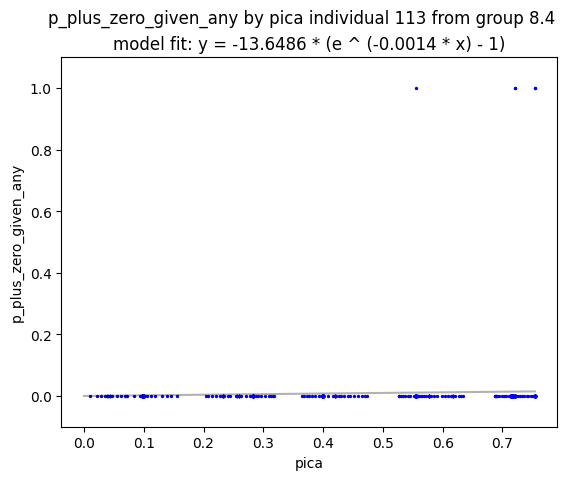 p_plus_zero_given_any by pica individual 113 from group 8.4
model fit: y = -13.6486 * (e ^ (-0.0014 * x) - 1)
p_plus_zero_given_any
1.0
0.8
0.6
0.4
0.2
0.0
0.0 0.1 0.2 0.3 0.4 0.5 0.6 0.7
pica